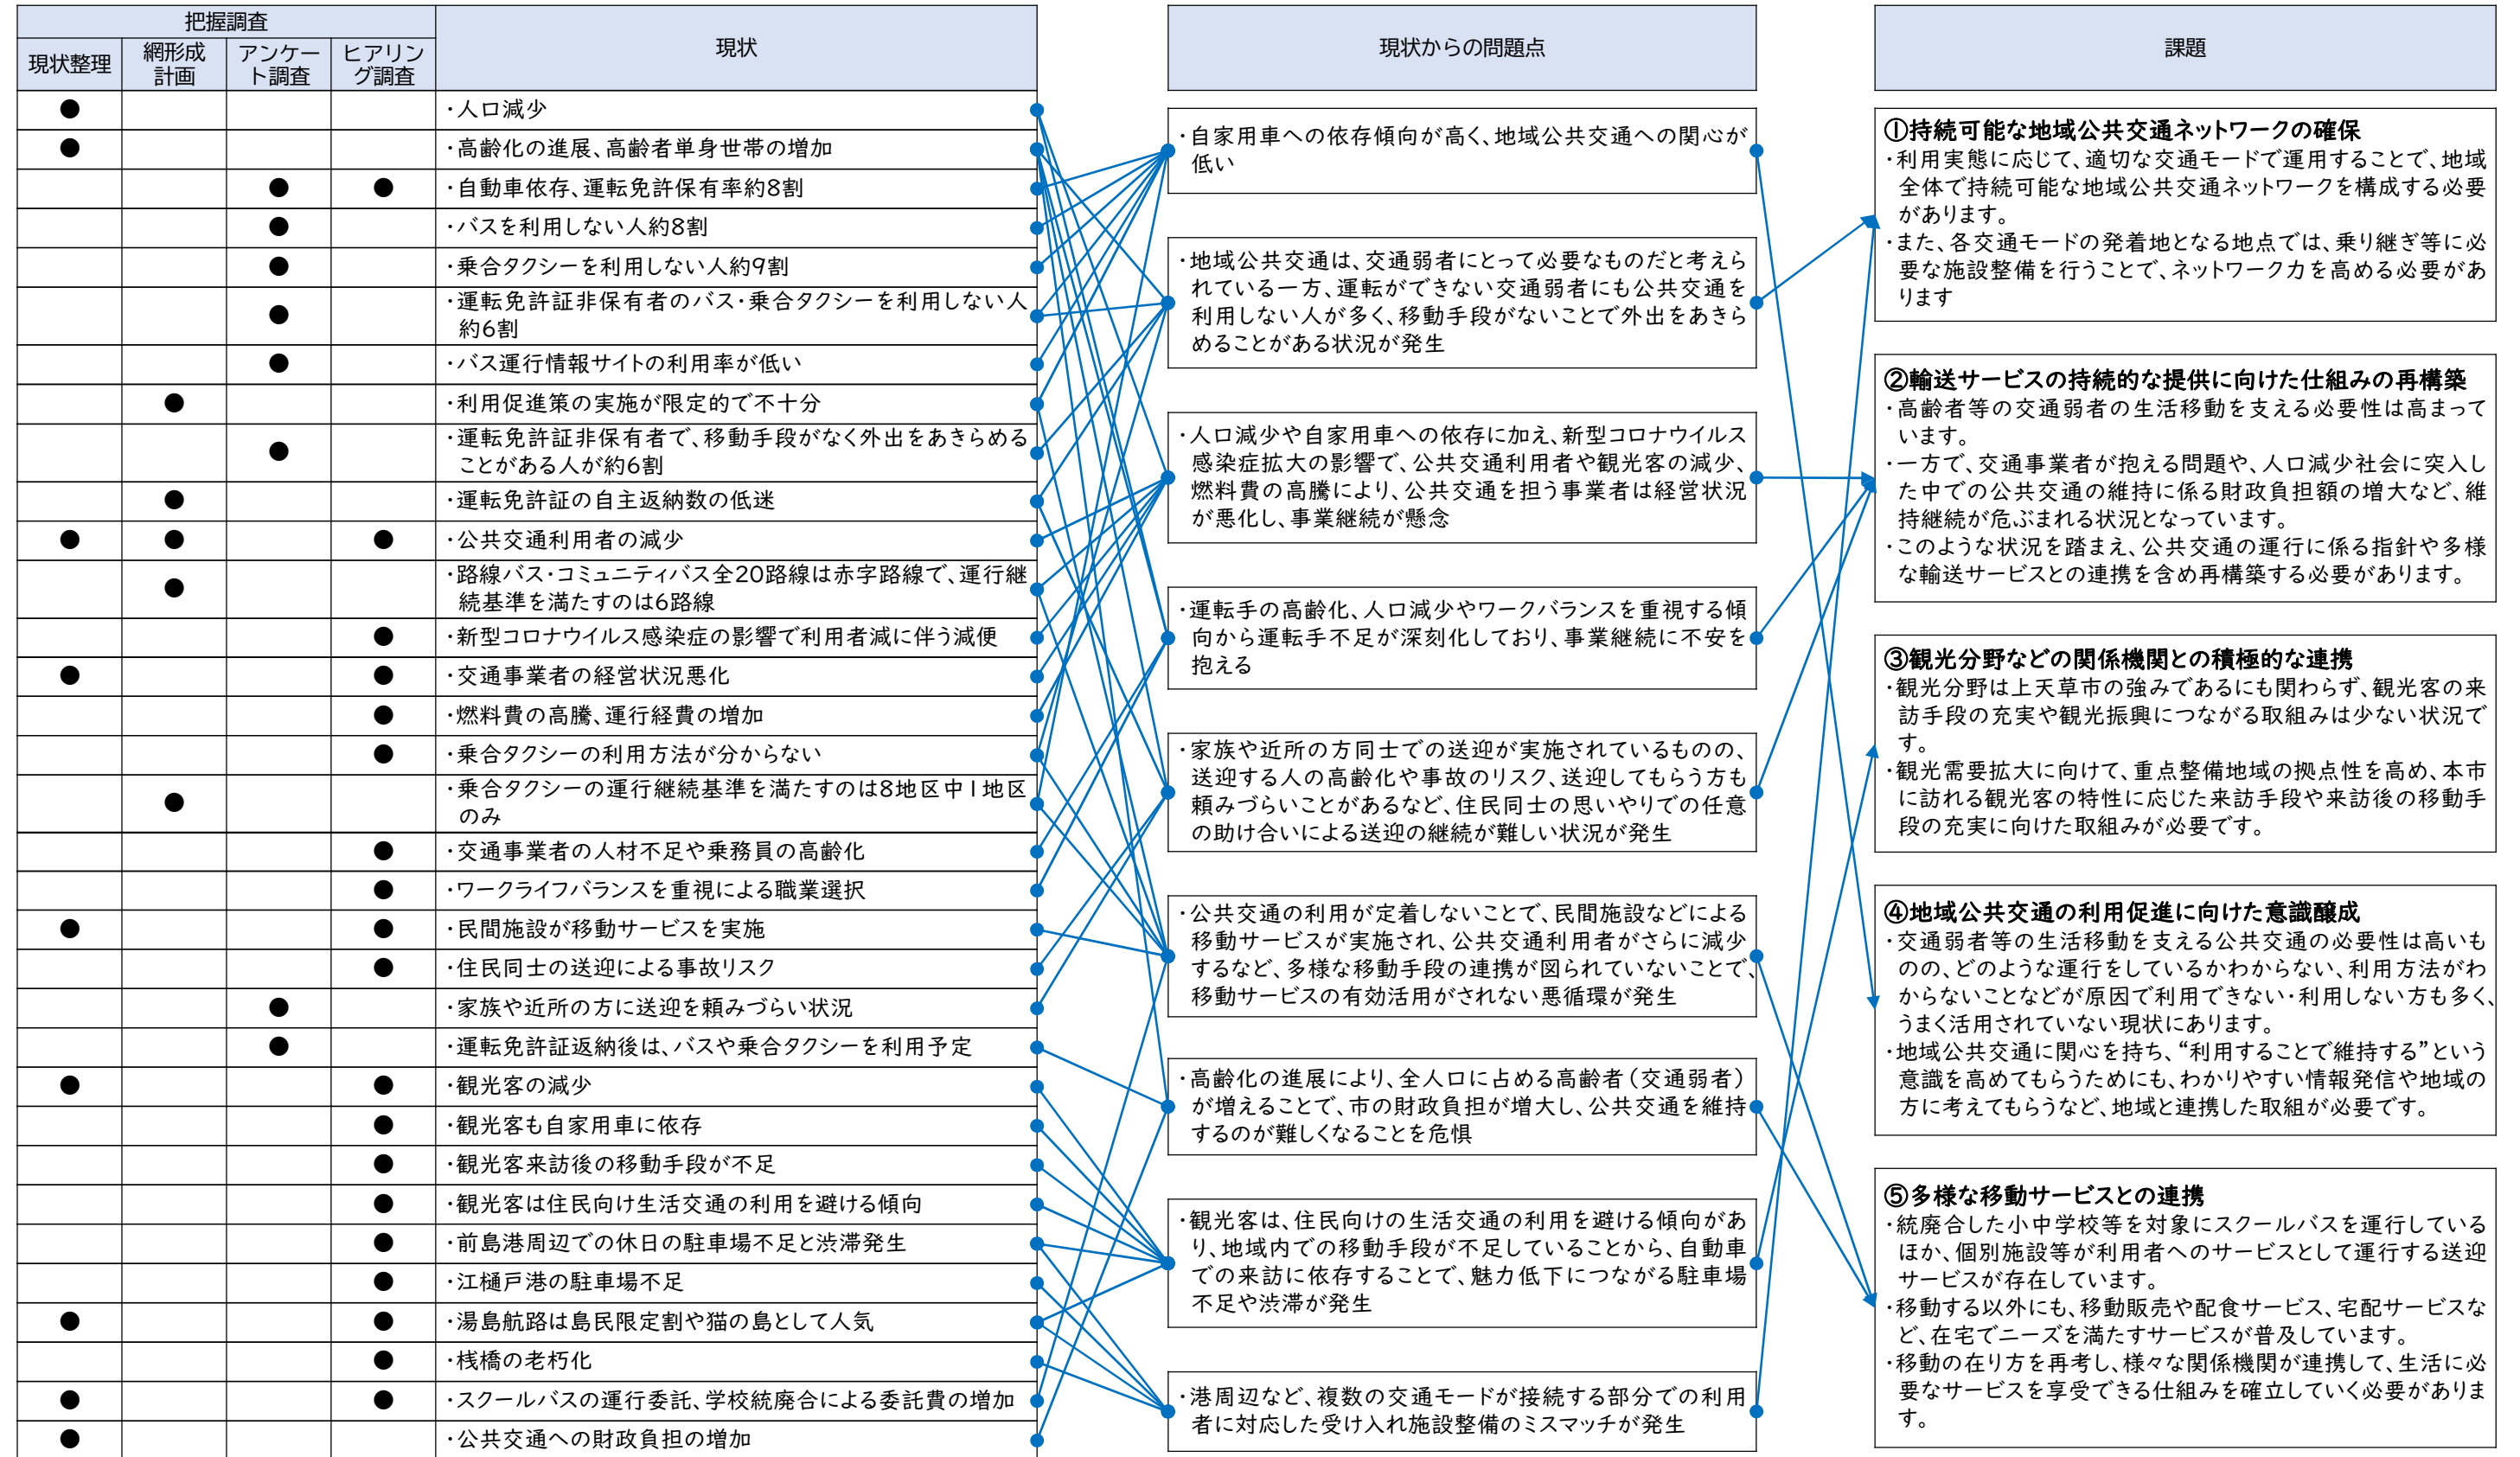 把握調査
現状整理
網形成
計画
アンケー
ト調査
ヒアリン
グ調査
現状
●
・人口減少
●
・高齢化の進展、高齢者単身世帯の増加
● ●
・自動車依存、運転免許保有率約8割
●
・バスを利用しない人約8割
●
・乗合タクシーを利用しない人約9割
●
・運転免許証非保有者のバス・乗合タクシーを利用しない人
約6割
●
・バス運行情報サイトの利用率が低い
●
・利用促進策の実施が限定的で不十分
●
・運転免許証非保有者で、移動手段がなく外出をあきらめる
ことがある人が約6割
●
・運転免許証の自主返納数の低迷
● ● ●
・公共交通利用者の減少
●
・路線バス・コミュニティバス全20路線は赤字路線で、運行継
続基準を満たすのは6路線
●
・新型コロナウイルス感染症の影響で利用者減に伴う減便
● ●
・交通事業者の経営状況悪化
●
・燃料費の高騰、運行経費の増加
●
・乗合タクシーの利用方法が分からない
●
・乗合タクシーの運行継続基準を満たすのは8地区中1地区
のみ
●
・交通事業者の人材不足や乗務員の高齢化
●
・ワークライフバランスを重視による職業選択
● ●
・民間施設が移動サービスを実施
●
・住民同士の送迎による事故リスク
●
・家族や近所の方に送迎を頼みづらい状況
●
・運転免許証返納後は、バスや乗合タクシーを利用予定
● ●
・観光客の減少
●
・観光客も自家用車に依存
●
・観光客来訪後の移動手段が不足
●
・観光客は住民向け生活交通の利用を避ける傾向
●
・前島港周辺での休日の駐車場不足と渋滞発生
●
・江樋戸港の駐車場不足
● ●
・湯島航路は島民限定割や猫の島として人気
●
・桟橋の老朽化
● ●
・スクールバスの運行委託、学校統廃合による委託費の増加
●
・公共交通への財政負担の増加
現状からの問題点
・自家用車への依存傾向が高く、地域公共交通への関心が
低い
・地域公共交通は、交通弱者にとって必要なものだと考えら
れている一方、運転ができない交通弱者にも公共交通を
利用しない人が多く、移動手段がないことで外出をあきら
めることがある状況が発生
・人口減少や自家用車への依存に加え、新型コロナウイルス
感染症拡大の影響で、公共交通利用者や観光客の減少、
燃料費の高騰により、公共交通を担う事業者は経営状況
が悪化し、事業継続が懸念
・運転手の高齢化、人口減少やワークバランスを重視する傾
向から運転手不足が深刻化しており、事業継続に不安を
抱える
・家族や近所の方同士での送迎が実施されているものの、
送迎する人の高齢化や事故のリスク、送迎してもらう方も
頼みづらいことがあるなど、住民同士の思いやりでの任意
の助け合いによる送迎の継続が難しい状況が発生
・公共交通の利用が定着しないことで、民間施設などによる
移動サービスが実施され、公共交通利用者がさらに減少
するなど、多様な移動手段の連携が図られていないことで、
移動サービスの有効活用がされない悪循環が発生
・高齢化の進展により、全人口に占める高齢者（交通弱者）
が増えることで、市の財政負担が増大し、公共交通を維持
するのが難しくなることを危惧
・観光客は、住民向けの生活交通の利用を避ける傾向があ
り、地域内での移動手段が不足していることから、自動車
での来訪に依存することで、魅力低下につながる駐車場
不足や渋滞が発生
・港周辺など、複数の交通モードが接続する部分での利用
者に対応した受け入れ施設整備のミスマッチが発生
課題
①持続可能な地域公共交通ネットワークの確保
・利用実態に応じて、適切な交通モードで運用することで、地域
全体で持続可能な地域公共交通ネットワークを構成する必要
があります。
・また、各交通モードの発着地となる地点では、乗り継ぎ等に必
要な施設整備を行うことで、ネットワーク力を高める必要があ
ります
②輸送サービスの持続的な提供に向けた仕組みの再構築
・高齢者等の交通弱者の生活移動を支える必要性は高まって
います。
・一方で、交通事業者が抱える問題や、人口減少社会に突入し
た中での公共交通の維持に係る財政負担額の増大など、維
持継続が危ぶまれる状況となっています。
・このような状況を踏まえ、公共交通の運行に係る指針や多様
な輸送サービスとの連携を含め再構築する必要があります。
③観光分野などの関係機関との積極的な連携
・観光分野は上天草市の強みであるにも関わらず、観光客の来
訪手段の充実や観光振興につながる取組みは少ない状況で
す。
・観光需要拡大に向けて、重点整備地域の拠点性を高め、本市
に訪れる観光客の特性に応じた来訪手段や来訪後の移動手
段の充実に向けた取組みが必要です。
④地域公共交通の利用促進に向けた意識醸成
・交通弱者等の生活移動を支える公共交通の必要性は高いも
のの、どのような運行をしているかわからない、利用方法がわ
からないことなどが原因で利用できない・利用しない方も多く、
うまく活用されていない現状にあります。
・地域公共交通に関心を持ち、“利用することで維持する”という
意識を高めてもらうためにも、わかりやすい情報発信や地域の
方に考えてもらうなど、地域と連携した取組が必要です。
⑤多様な移動サービスとの連携
・統廃合した小中学校等を対象にスクールバスを運行している
ほか、個別施設等が利用者へのサービスとして運行する送迎
サービスが存在しています。
・移動する以外にも、移動販売や配食サービス、宅配サービスな
ど、在宅でニーズを満たすサービスが普及しています。
・移動の在り方を再考し、様々な関係機関が連携して、生活に必
要なサービスを享受できる仕組みを確立していく必要がありま
す。